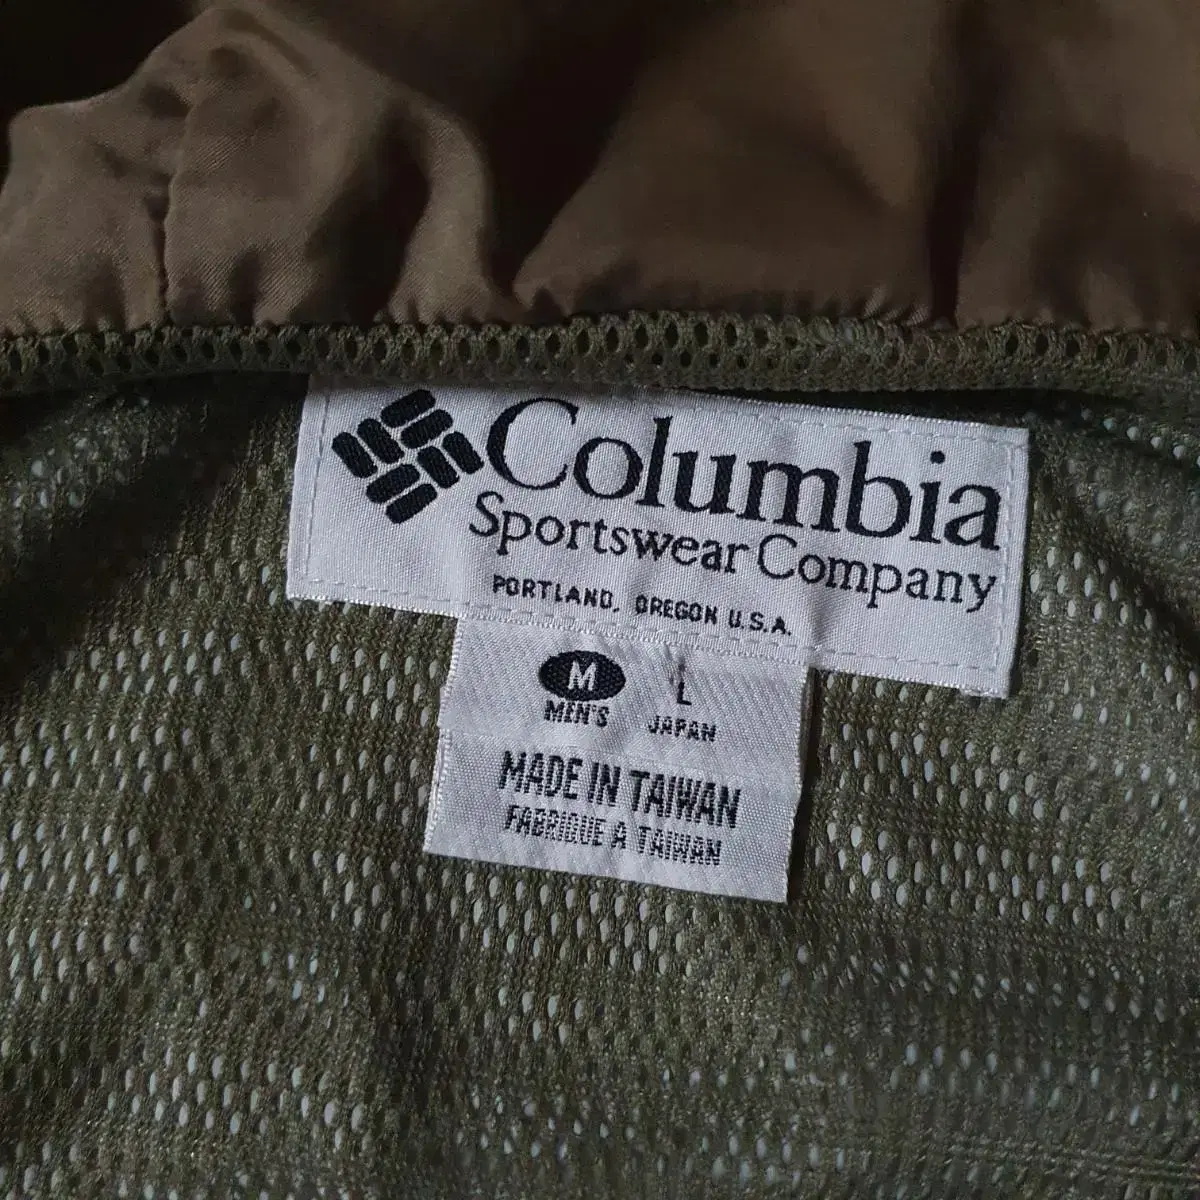 Columbia
Sportswear Company
PORTLAND, OREGON U.S.A.
M L
MEN'S JAPAN
MADE IN TAIWAN
FABRIQUE A TAIWAN